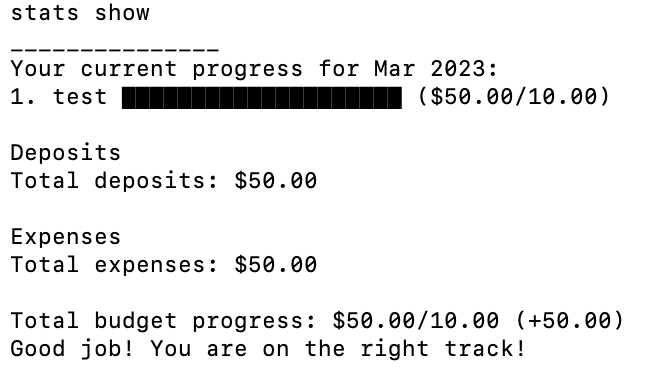 stats show
_______________
Your current progress for Mar 2023:
1. test ████████████████████ ($50.00/10.00)
Deposits
Total deposits: $50.00
Expenses
Total expenses: $50.00
Total budget progress: $50.00/10.00 (+50.00)
Good job! You are on the right track!